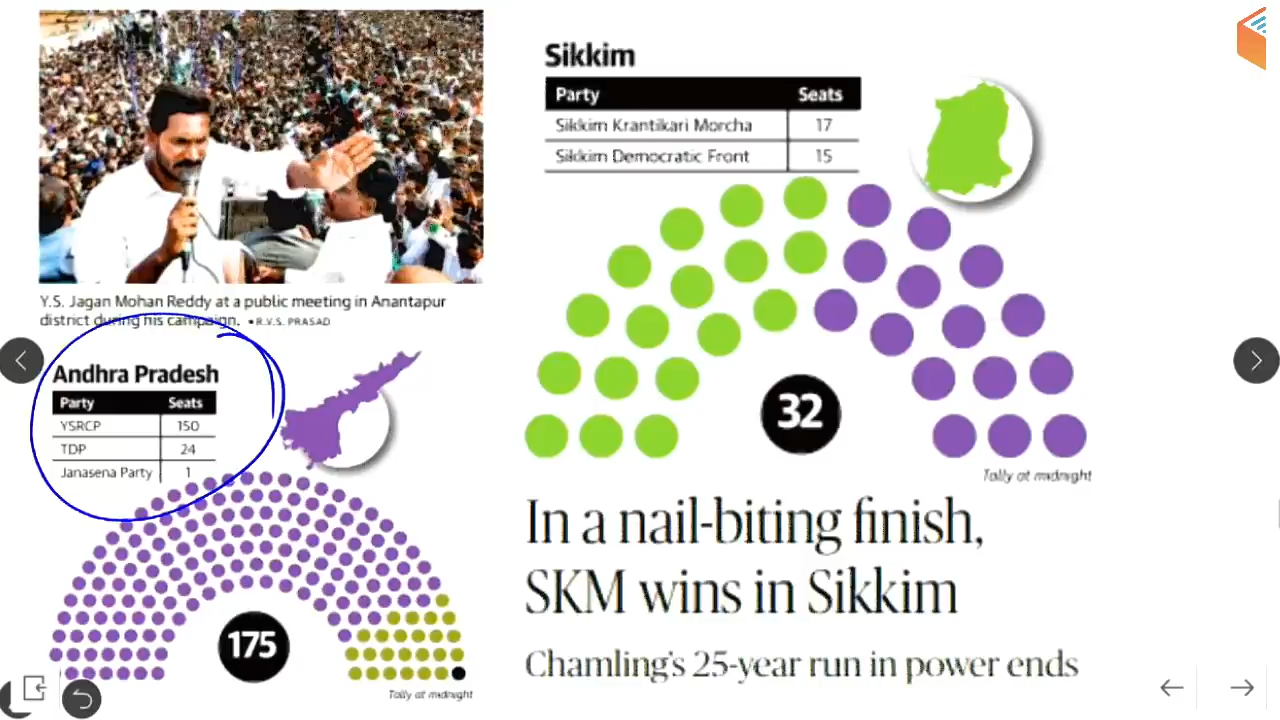 Y.S. Jagan Mohan Reddy at a public meeting in Anantapur
district during his campaign. • R.V.S. PRASAD
Andhra Pradesh
Party Seats
YSRCP 150
TDP 24
Janasena Party 1
175
Tally at midnight
Sikkim
Party Seats
Sikkim Krantikari Morcha 17
Sikkim Democratic Front 15
32
Tally at midnight
In a nail-biting finish,
SKM wins in Sikkim
Chamling's 25-year run in power ends